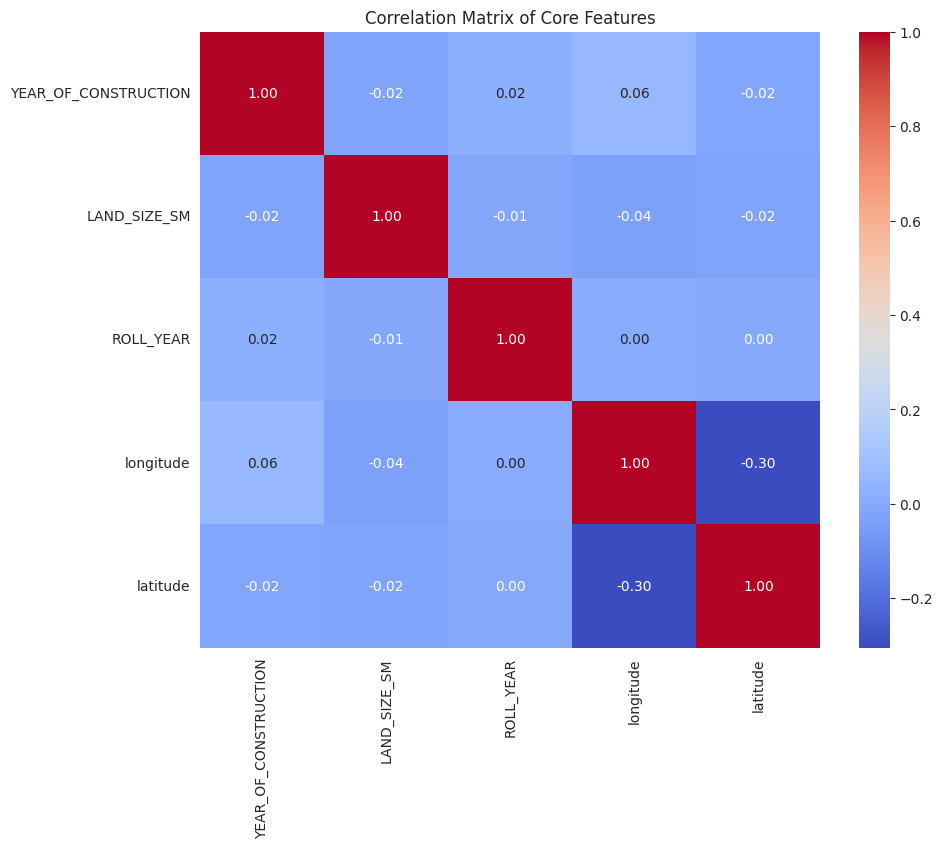 Correlation Matrix of Core Features
YEAR_OF_CONSTRUCTION 1.00 -0.02 0.02 0.06 -0.02
LAND_SIZE_SM -0.02 1.00 -0.01 -0.04 -0.02
ROLL_YEAR 0.02 -0.01 1.00 0.00 0.00
longitude 0.06 -0.04 0.00 1.00 -0.30
latitude -0.02 -0.02 0.00 -0.30 1.00
YEAR_OF_CONSTRUCTION
LAND_SIZE_SM
ROLL_YEAR
longitude
latitude
1.0
0.8
0.6
0.4
0.2
0.0
−0.2